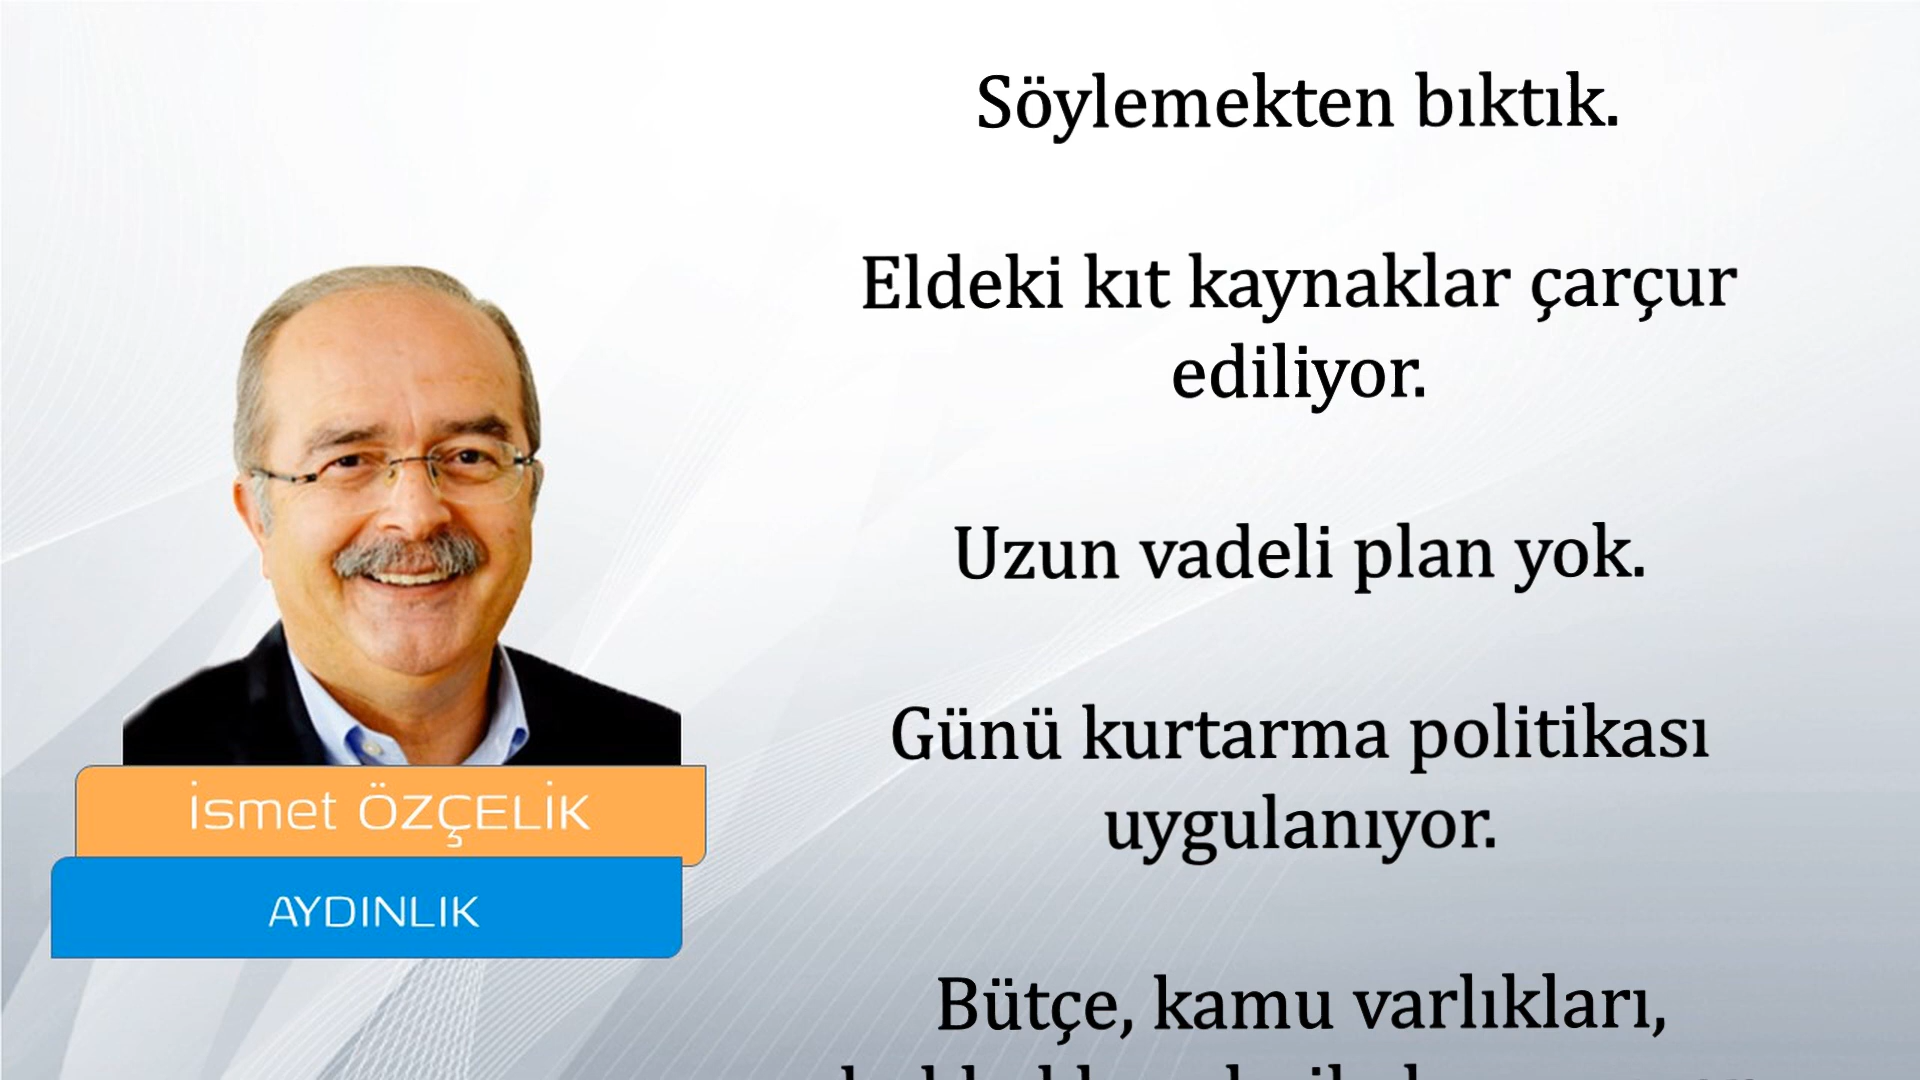 Söylemekten bıktık.
Eldeki kıt kaynaklar çarçur
ediliyor.
Uzun vadeli plan yok.
Günü kurtarma politikası
uygulanıyor.
Bütçe, kamu varlıkları,
İsmet ÖZÇELİK
AYDINLIK